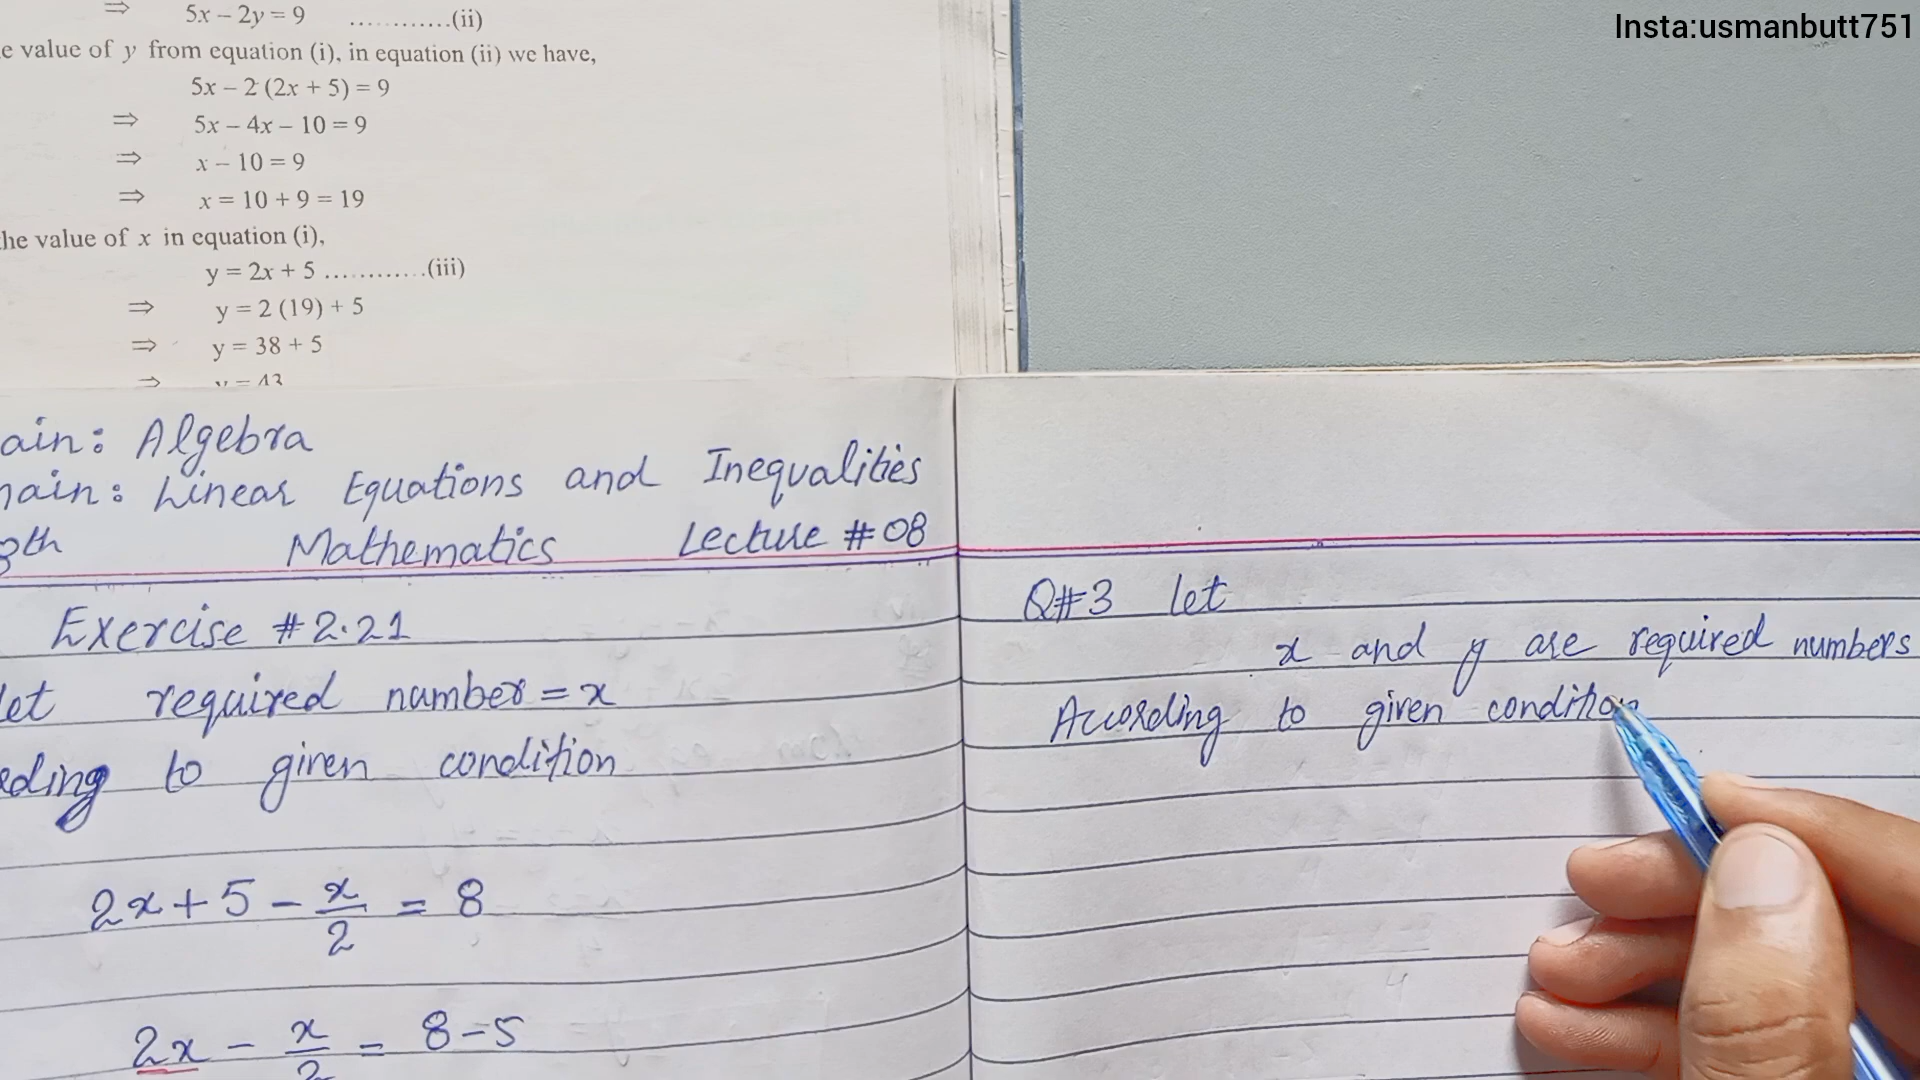 Insta:usmanbutt751
⇒ 5x – 2y = 9 ............(ii)
e value of y from equation (i), in equation (ii) we have,
5x – 2 (2x + 5) = 9
⇒ 5x – 4x – 10 = 9
⇒ x – 10 = 9
⇒ x = 10 + 9 = 19
he value of x in equation (i),
y = 2x + 5 ............(iii)
⇒ y = 2 (19) + 5
⇒ y = 38 + 5
⇒ y = 43
ain: Algebra
main: Linear Equations and Inequalities
8th Mathematics Lecture #08
Exercise #2.21
let required number = x
rding to given condition
2x + 5 - x/2 = 8
2x - x/2 = 8-5
Q#3 let
x and y are required numbers
According to given condition